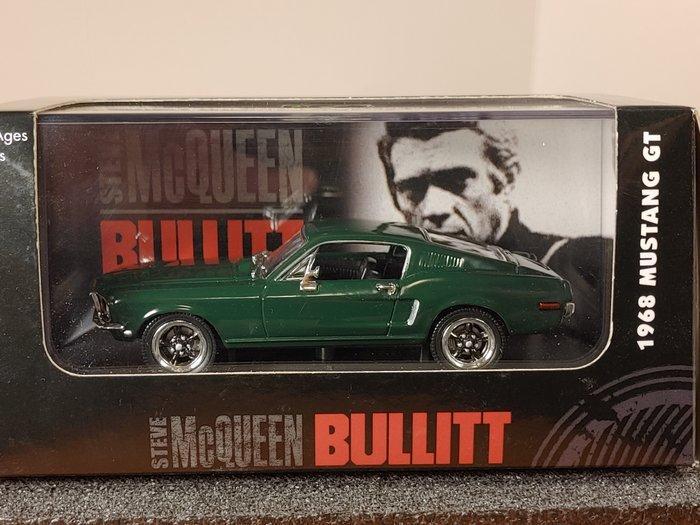 Ages
STEVE McQUEEN
BULLITT
1968 MUSTANG GT
STEVE McQUEEN BULLITT